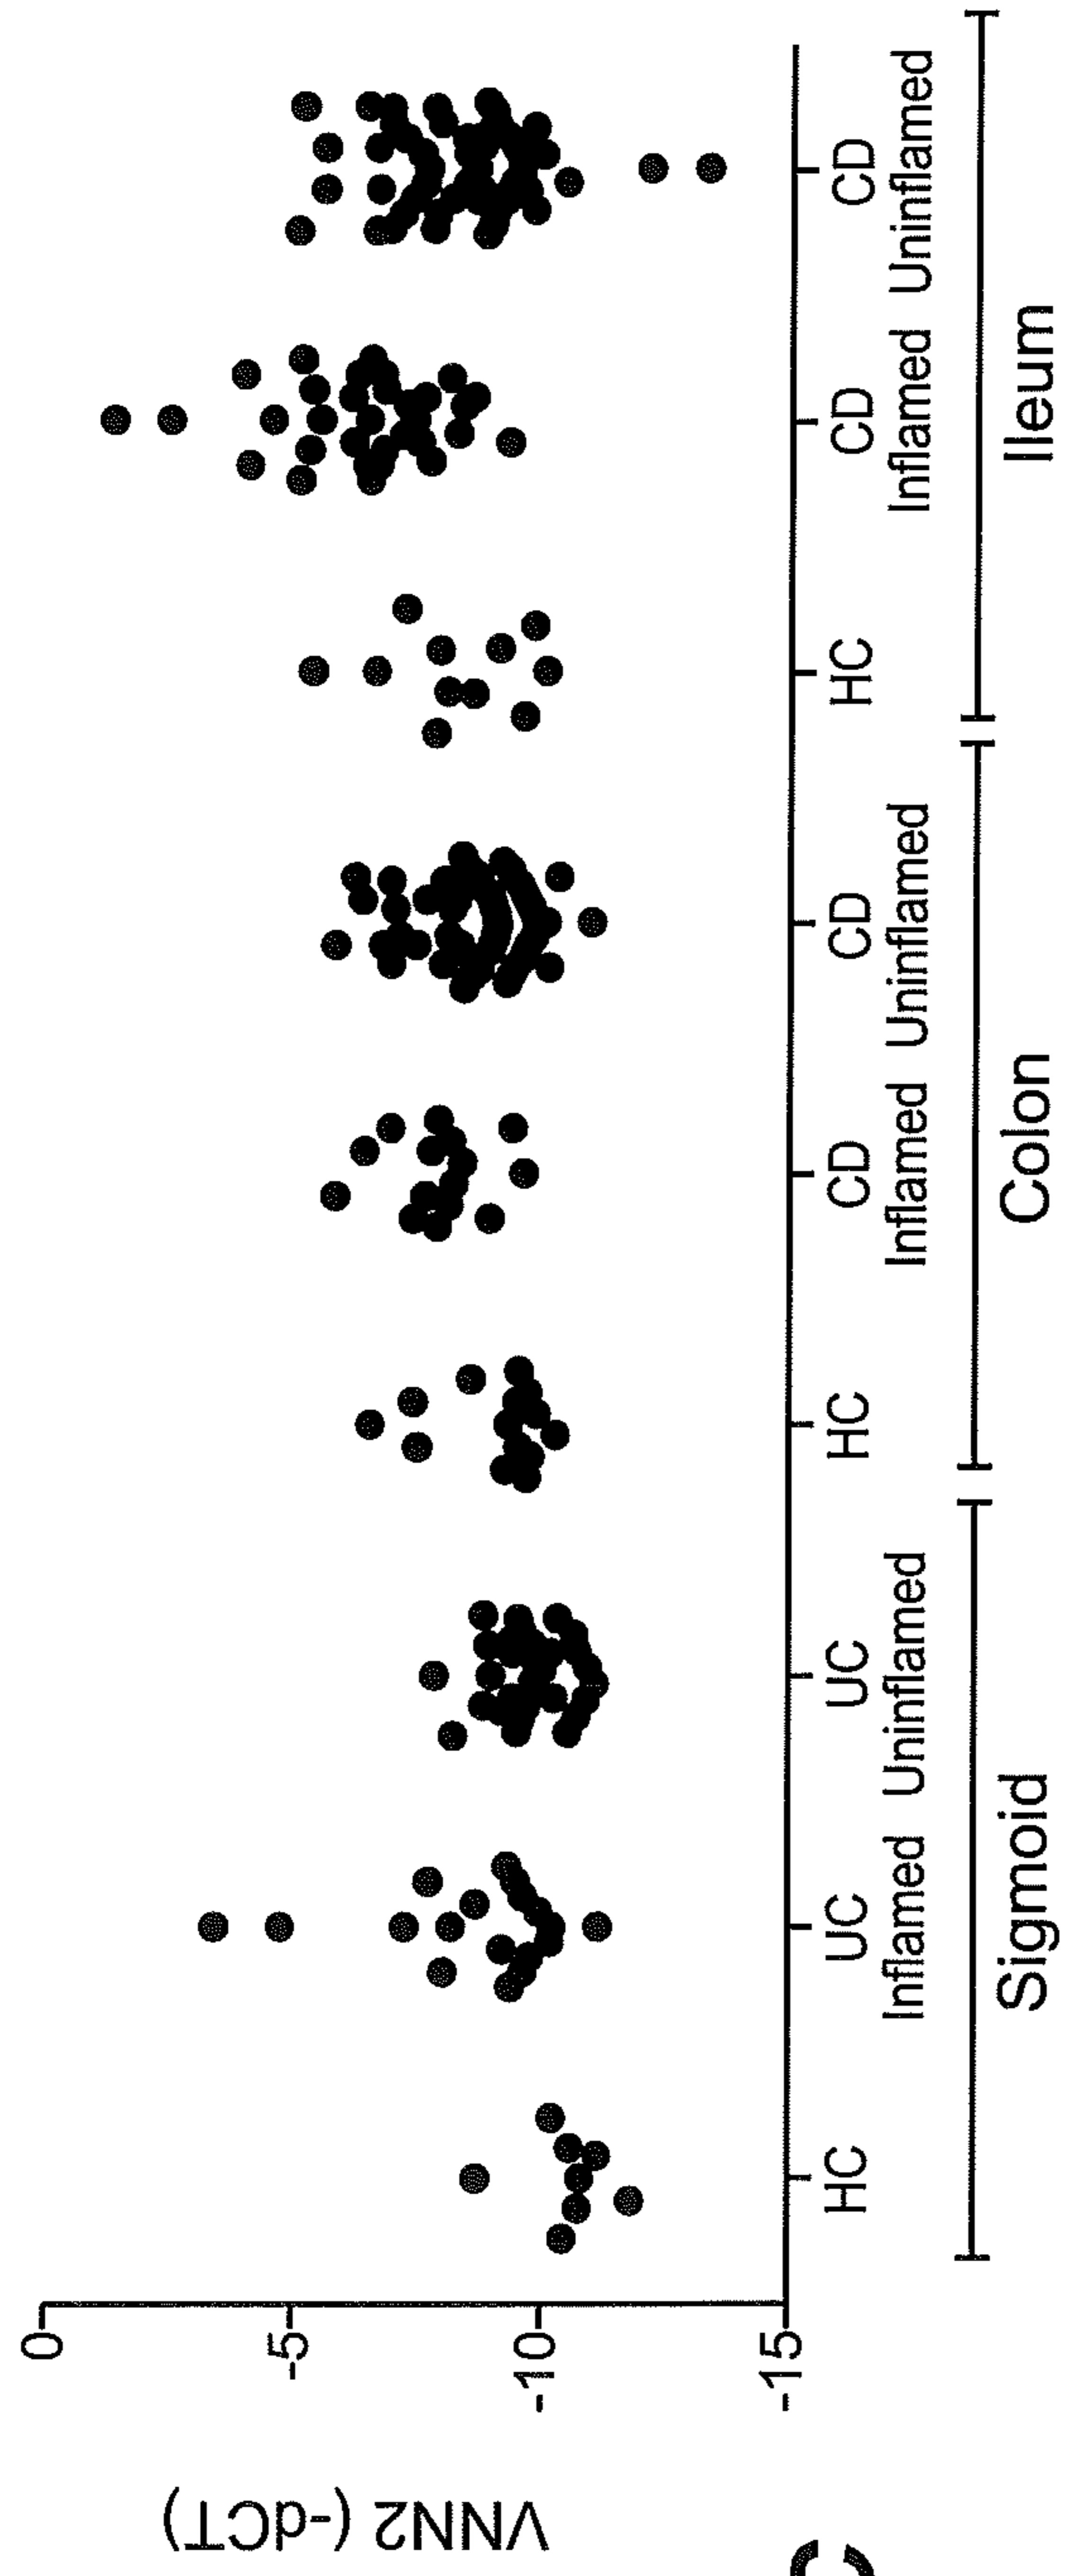 VNN2 (-dCT)
0
-5
-10
-15
HC
UC
Inflamed
UC
Uninflamed
HC
CD
Inflamed
CD
Uninflamed
HC
CD
Inflamed
CD
Uninflamed
Sigmoid
Colon
Ileum
C